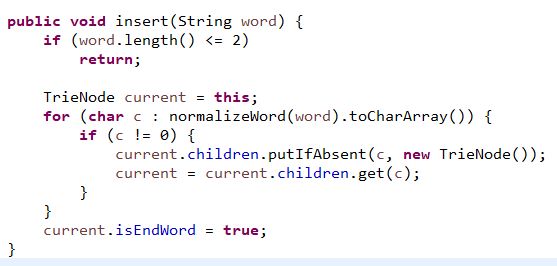 public void insert(String word) {
    if (word.length() <= 2)
        return;

    TrieNode current = this;
    for (char c : normalizeWord(word).toCharArray()) {
        if (c != 0) {
            current.children.putIfAbsent(c, new TrieNode());
            current = current.children.get(c);
        }
    }
    current.isEndWord = true;
}